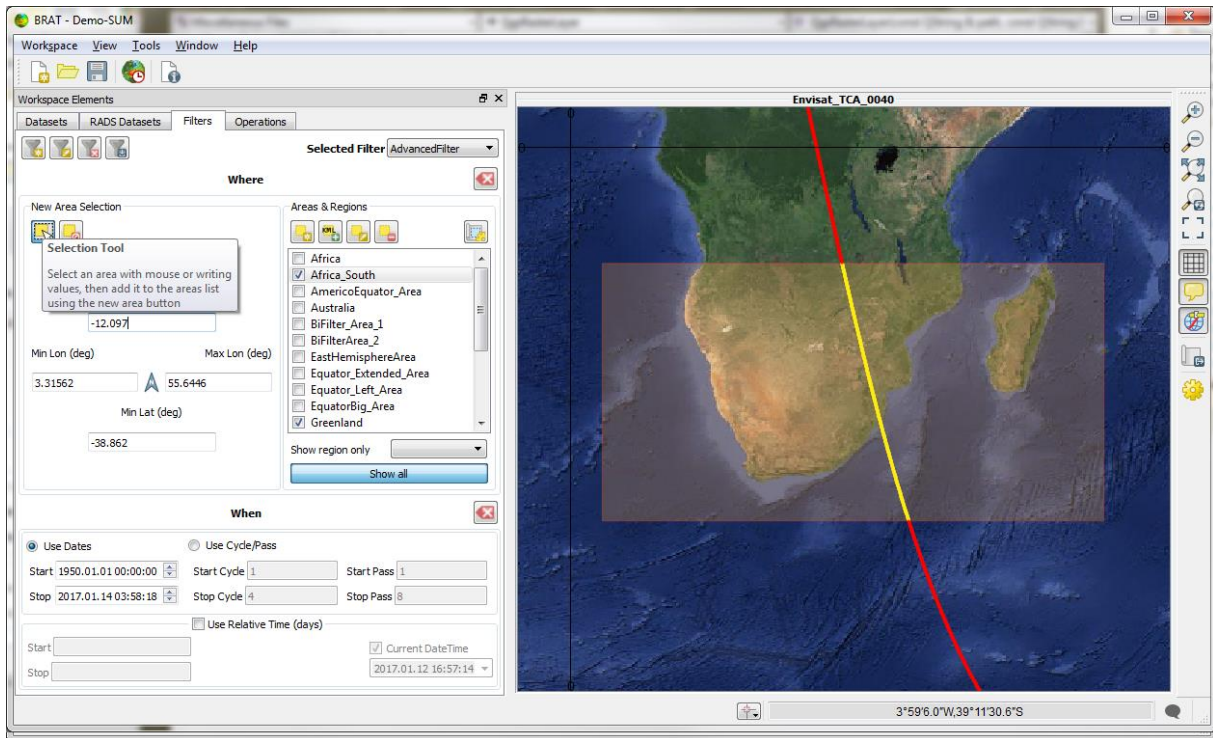 BRAT - Demo-SUM
Workspace View Tools Window Help
Workspace Elements
Datasets RADS Datasets Filters Operations
Selected Filter AdvancedFilter
Where
New Area Selection
Selection Tool
Select an area with mouse or writing
values, then add it to the areas list
using the new area button
-12.097
Min Lon (deg) Max Lon (deg)
3.31562 55.6446
Min Lat (deg)
-38.862
Areas & Regions
KML
Africa
Africa_South
AmericoEquator_Area
Australia
BiFilter_Area_1
BiFilterArea_2
EastHemisphereArea
Equator_Extended_Area
Equator_Left_Area
EquatorBig_Area
Greenland
Show region only
Show all
When
Use Dates Use Cycle/Pass
Start 1950.01.01 00:00:00 Start Cycle 1 Start Pass 1
Stop 2017.01.14 03:58:18 Stop Cycle 4 Stop Pass 8
Use Relative Time (days)
Start Current DateTime
Stop 2017.01.12 16:57:14
Envisat_TCA_0040
0
0 0
0
3°59'6.0"W,39°11'30.6"S